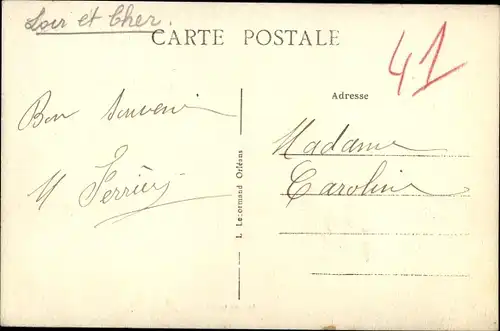 Loir et Cher.
CARTE POSTALE
41
Adresse
Bon Souvenir
Madame
Caroline
L. Lenormand Orléans